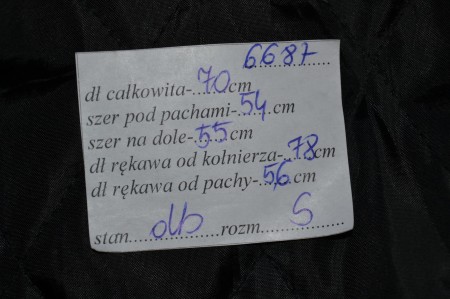 6687
dł całkowita-70cm
szer pod pachami-54cm
szer na dole-55cm
dł rękawa od kołnierza-78cm
dł rękawa od pachy-56cm
stan db rozm. S